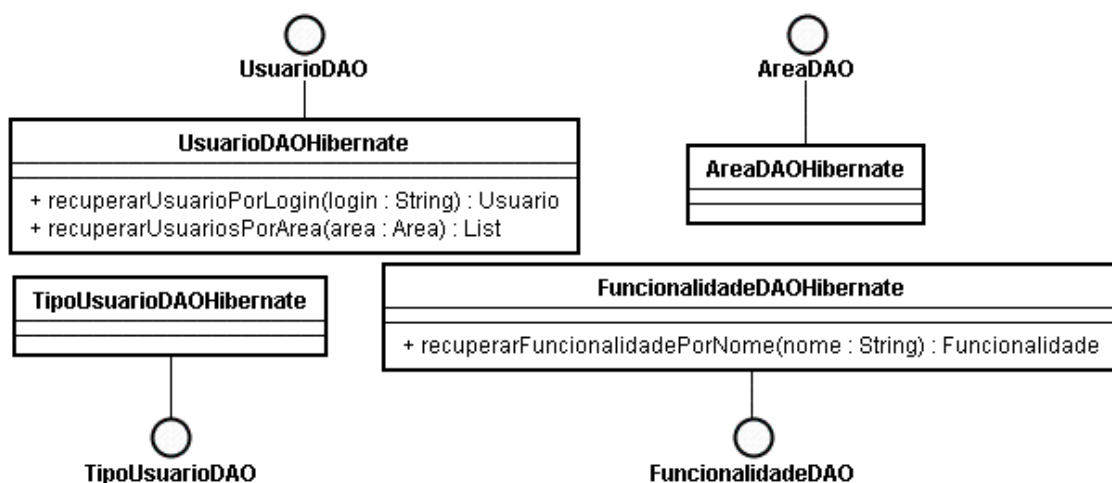 UsuarioDAO
AreaDAO
UsuarioDAOHibernate
+ recuperarUsuarioPorLogin(login : String) : Usuario
+ recuperarUsuariosPorArea(area : Area) : List
AreaDAOHibernate
TipoUsuarioDAOHibernate
FuncionalidadeDAOHibernate
+ recuperarFuncionalidadePorNome(nome : String) : Funcionalidade
TipoUsuarioDAO
FuncionalidadeDAO